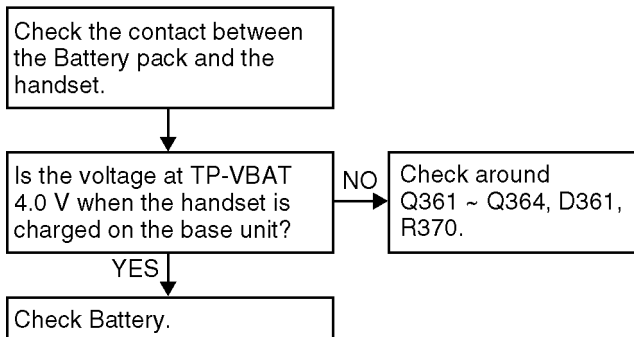 Check the contact between
the Battery pack and the
handset.
Is the voltage at TP-VBAT
4.0 V when the handset is
charged on the base unit?
NO
Check around
Q361 ~ Q364, D361,
R370.
YES
Check Battery.